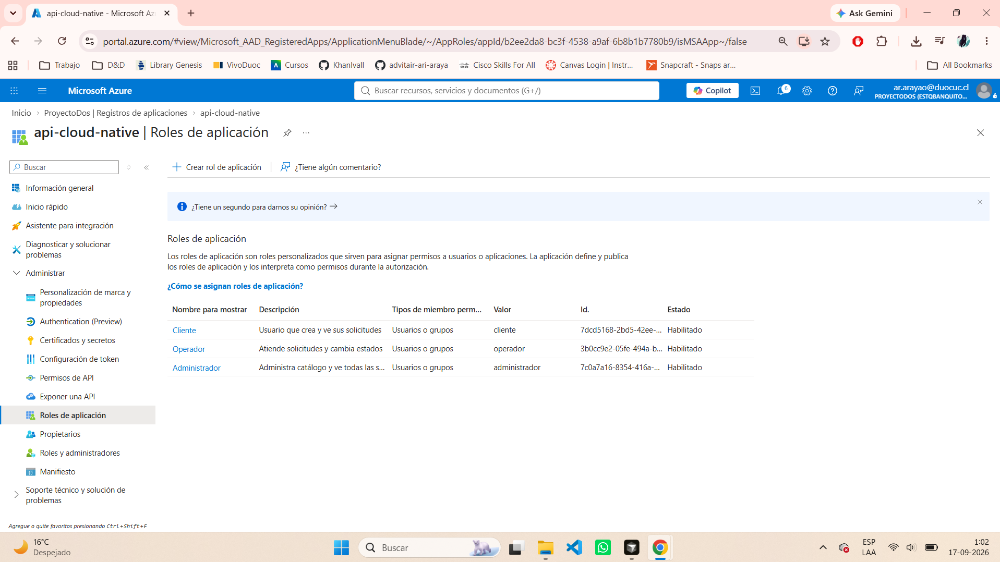 api-cloud-native - Microsoft Az
Ask Gemini
portal.azure.com/#view/Microsoft_AAD_RegisteredApps/ApplicationMenuBlade/~/AppRoles/appId/b2ee2da8-bc3f-4538-a9af-6b8b1b7780b9/isMSAApp~/false
Trabajo
D&D
Library Genesis
VivoDuoc
Cursos
KhanIvall
advitair-ari-araya
Cisco Skills For All
Canvas Login | Instr...
Snapcraft - Snaps ar...
All Bookmarks
Microsoft Azure
Buscar recursos, servicios y documentos (G+/)
Copilot
6
ar.arayao@duocuc.cl
PROYECTODOS (ESTQBANQUITO...
Inicio > ProyectoDos | Registros de aplicaciones > api-cloud-native
api-cloud-native | Roles de aplicación
Buscar
Crear rol de aplicación
¿Tiene algún comentario?
Información general
Inicio rápido
Asistente para integración
Diagnosticar y solucionar
problemas
Administrar
Personalización de marca y
propiedades
Authentication (Preview)
Certificados y secretos
Configuración de token
Permisos de API
Exponer una API
Roles de aplicación
Propietarios
Roles y administradores
Manifiesto
Soporte técnico y solución de
problemas
Agregue o quite favoritos presionando Ctrl+Shift+F
¿Tiene un segundo para darnos su opinión?
Roles de aplicación
Los roles de aplicación son roles personalizados que sirven para asignar permisos a usuarios o aplicaciones. La aplicación define y publica
los roles de aplicación y los interpreta como permisos durante la autorización.
¿Cómo se asignan roles de aplicación?
Nombre para mostrar Descripción Tipos de miembro perm... Valor Id. Estado
Cliente Usuario que crea y ve sus solicitudes Usuarios o grupos cliente 7dcd5168-2bd5-42ee-... Habilitado
Operador Atiende solicitudes y cambia estados Usuarios o grupos operador 3b0cc9e2-05fe-494a-b... Habilitado
Administrador Administra catálogo y ve todas las s... Usuarios o grupos administrador 7c0a7a16-8354-416a-... Habilitado
16°C
Despejado
Buscar
ESP
LAA
1:02
17-09-2026